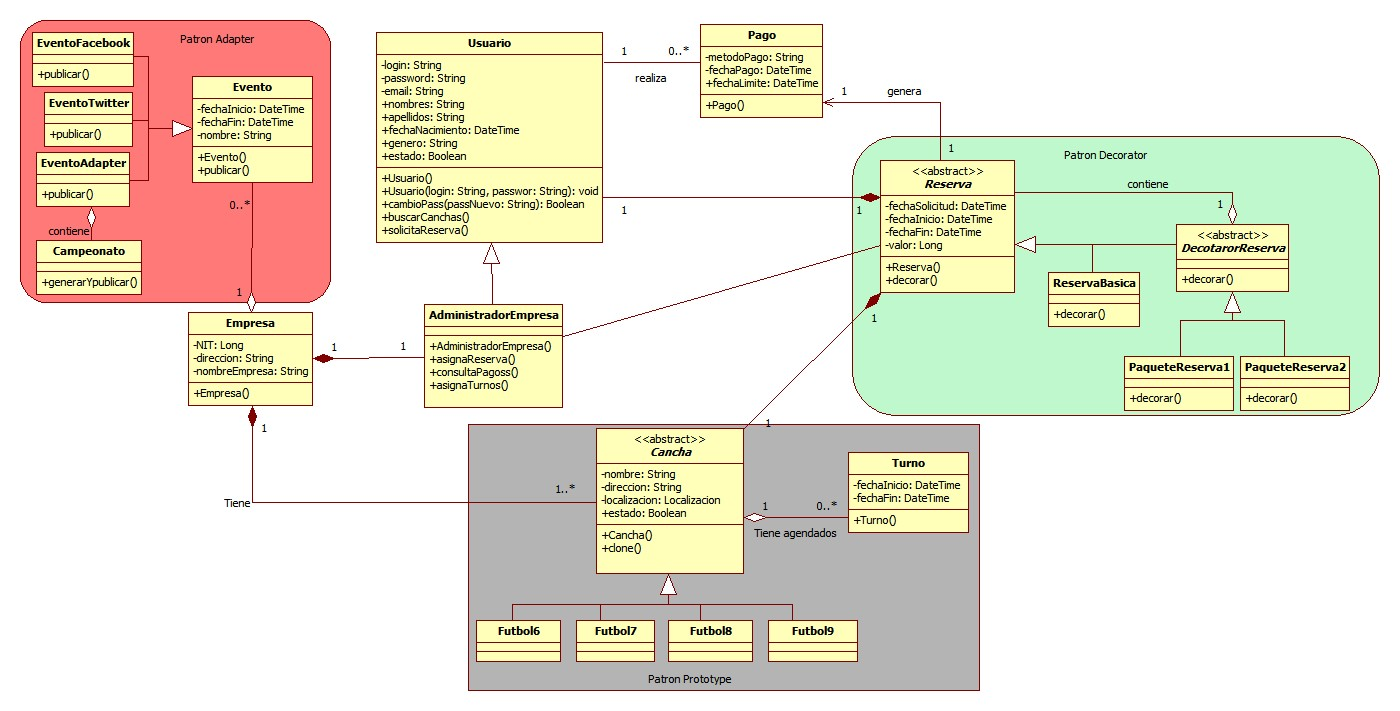 Patron Adapter
EventoFacebook
+publicar()
EventoTwitter
+publicar()
EventoAdapter
+publicar()
contiene
Campeonato
+generarYpublicar()
Evento
-fechaInicio: DateTime
-fechaFin: DateTime
-nombre: String
+Evento()
+publicar()
0..*
1
Empresa
-NIT: Long
-direccion: String
-nombreEmpresa: String
+Empresa()
1
1
1
Tiene
1..*
Usuario
-login: String
-password: String
-email: String
+nombres: String
+apellidos: String
+fechaNacimiento: DateTime
+genero: String
+estado: Boolean
+Usuario()
+Usuario(login: String, passwor: String): void
+cambioPass(passNuevo: String): Boolean
+buscarCanchas()
+solicitaReserva()
1
0..*
realiza
Pago
-metodoPago: String
-fechaPago: DateTime
+fechaLimite: DateTime
+Pago()
1
genera
1
1
1
AdministradorEmpresa
+AdministradorEmpresa()
+asignaReserva()
+consultaPagoss()
+asignaTurnos()
Patron Decorator
<<abstract>>
Reserva
-fechaSolicitud: DateTime
-fechaInicio: DateTime
-fechaFin: DateTime
-valor: Long
+Reserva()
+decorar()
contiene
1
<<abstract>>
DecotarorReserva
+decorar()
ReservaBasica
+decorar()
PaqueteReserva1
+decorar()
PaqueteReserva2
+decorar()
1
1
<<abstract>>
Cancha
-nombre: String
-direccion: String
-localizacion: Localizacion
+estado: Boolean
+Cancha()
+clone()
1
0..*
Tiene agendados
Turno
-fechaInicio: DateTime
-fechaFin: DateTime
+Turno()
Futbol6
Futbol7
Futbol8
Futbol9
Patron Prototype